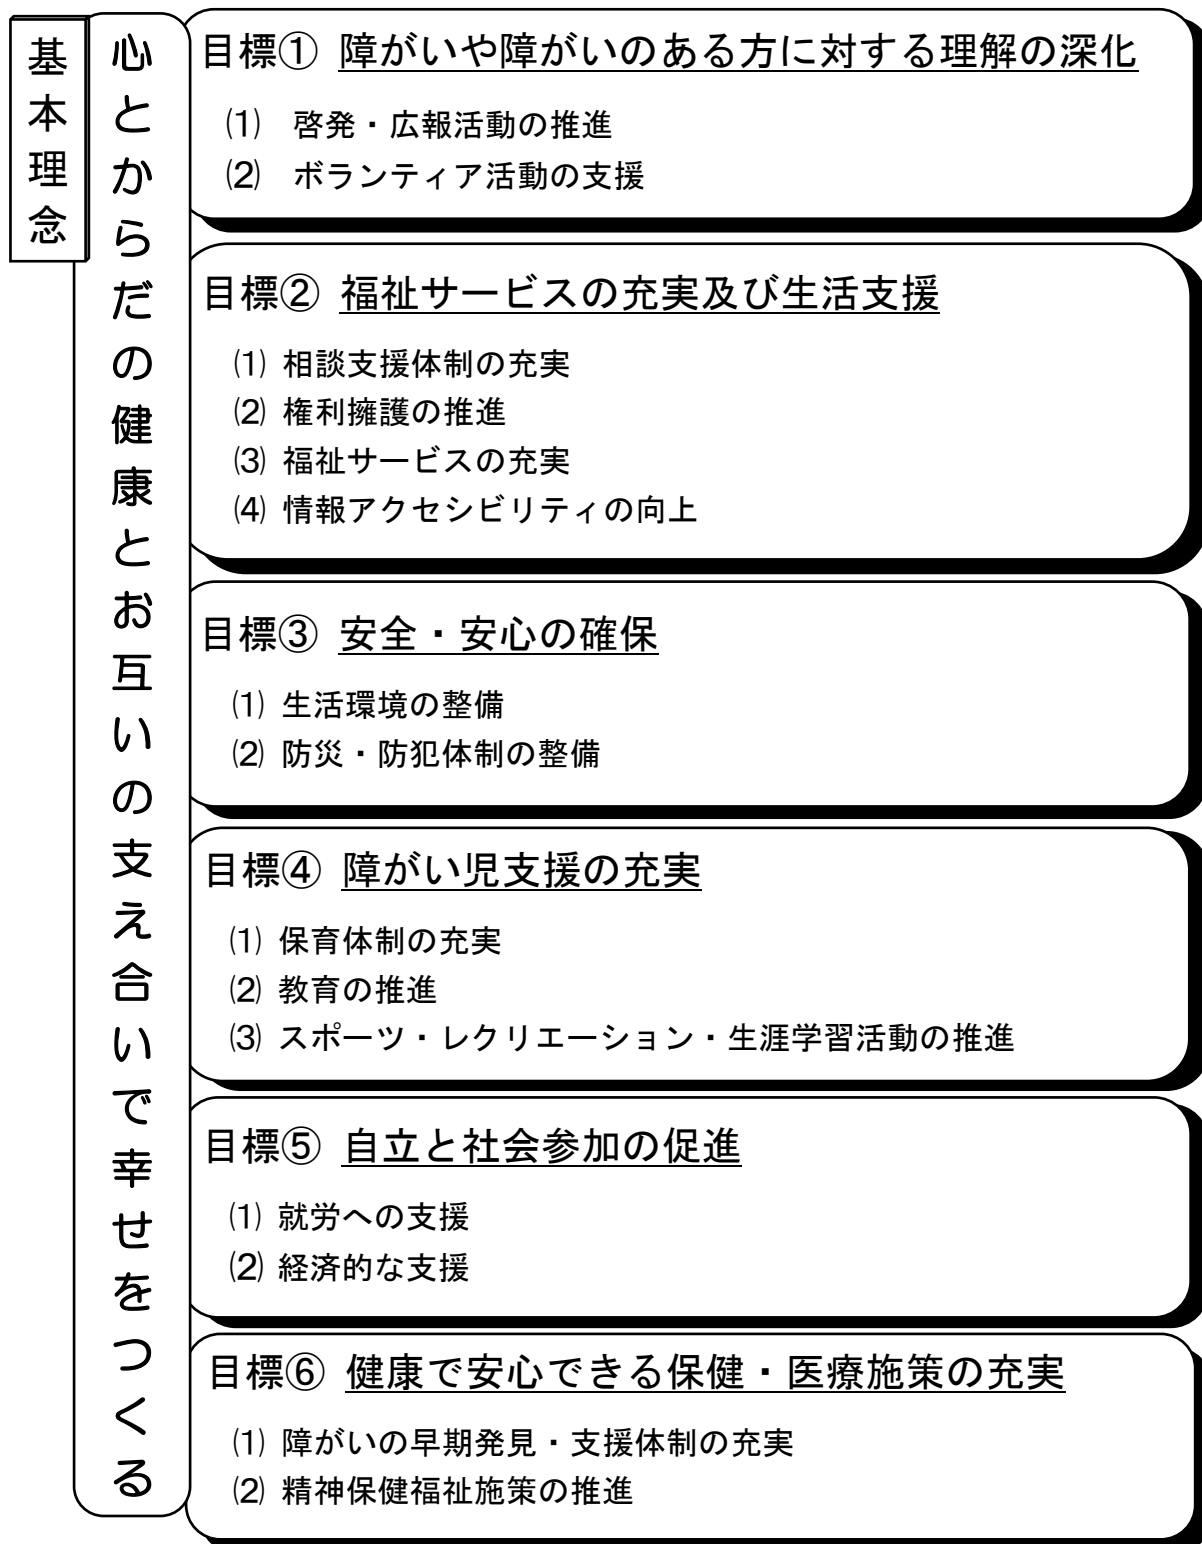 基本理念
心とからだの健康とお互いの支え合いで幸せをつくる
目標① 障がいや障がいのある方に対する理解の深化
⑴ 啓発・広報活動の推進
⑵ ボランティア活動の支援
目標② 福祉サービスの充実及び生活支援
⑴ 相談支援体制の充実
⑵ 権利擁護の推進
⑶ 福祉サービスの充実
⑷ 情報アクセシビリティの向上
目標③ 安全・安心の確保
⑴ 生活環境の整備
⑵ 防災・防犯体制の整備
目標④ 障がい児支援の充実
⑴ 保育体制の充実
⑵ 教育の推進
⑶ スポーツ・レクリエーション・生涯学習活動の推進
目標⑤ 自立と社会参加の促進
⑴ 就労への支援
⑵ 経済的な支援
目標⑥ 健康で安心できる保健・医療施策の充実
⑴ 障がいの早期発見・支援体制の充実
⑵ 精神保健福祉施策の推進